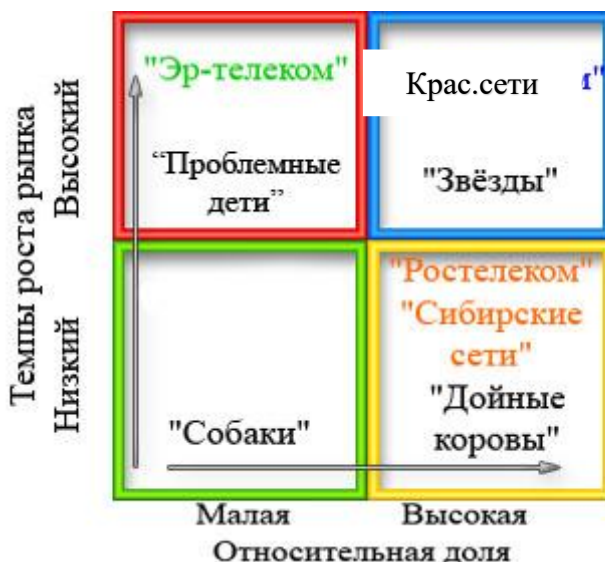 "Эр-телеком"
Крас.сети
“Проблемные
дети”
"Звёзды"
"Ростелеком"
"Сибирские
сети"
"Дойные
коровы"
"Собаки"
Темпы роста рынка
Высокий
Низкий
Малая
Высокая
Относительная доля